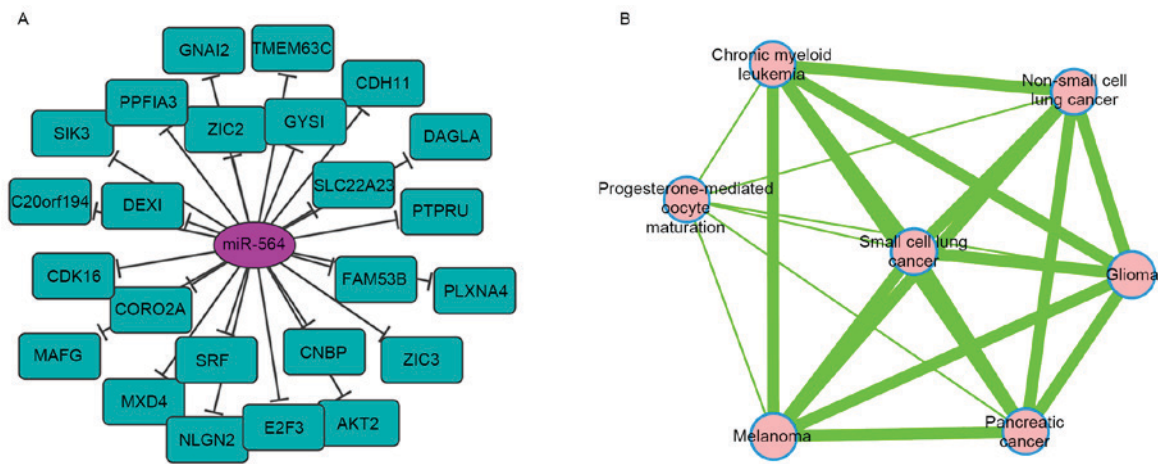 A
GNAI2
TMEM63C
CDH11
PPFIA3
ZIC2
GYSI
SIK3
DAGLA
SLC22A23
C20orf194
DEXI
PTPRU
miR-564
CDK16
FAM53B
PLXNA4
CORO2A
MAFG
SRF
CNBP
ZIC3
MXD4
NLGN2
E2F3
AKT2
B
Chronic myeloid
leukemia
Non-small cell
lung cancer
Progesterone-mediated
oocyte
maturation
Small cell lung
cancer
Glioma
Melanoma
Pancreatic
cancer